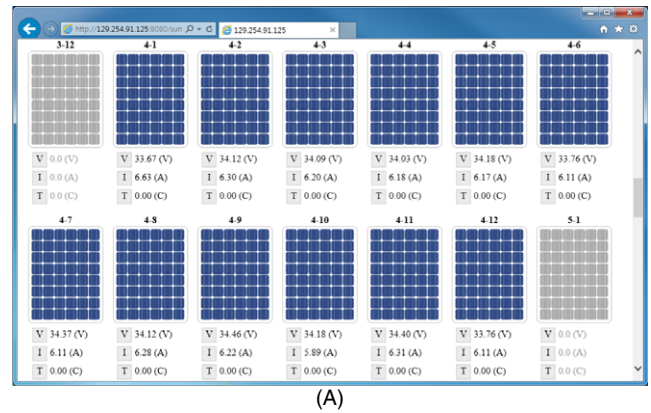 http://129.254.91.125:8080/sun 129.254.91.125
3-12 4-1 4-2 4-3 4-4 4-5 4-6
V 0.0 (V) V 33.67 (V) V 34.12 (V) V 34.09 (V) V 34.03 (V) V 34.18 (V) V 33.76 (V)
I 0.0 (A) I 6.63 (A) I 6.30 (A) I 6.20 (A) I 6.18 (A) I 6.17 (A) I 6.11 (A)
T 0.0 (C) T 0.00 (C) T 0.00 (C) T 0.00 (C) T 0.00 (C) T 0.00 (C) T 0.00 (C)
4-7 4-8 4-9 4-10 4-11 4-12 5-1
V 34.37 (V) V 34.12 (V) V 34.46 (V) V 34.18 (V) V 34.40 (V) V 33.76 (V) V 0.0 (V)
I 6.11 (A) I 6.28 (A) I 6.22 (A) I 5.89 (A) I 6.31 (A) I 6.11 (A) I 0.0 (A)
T 0.00 (C) T 0.00 (C) T 0.00 (C) T 0.00 (C) T 0.00 (C) T 0.00 (C) T 0.0 (C)
(A)